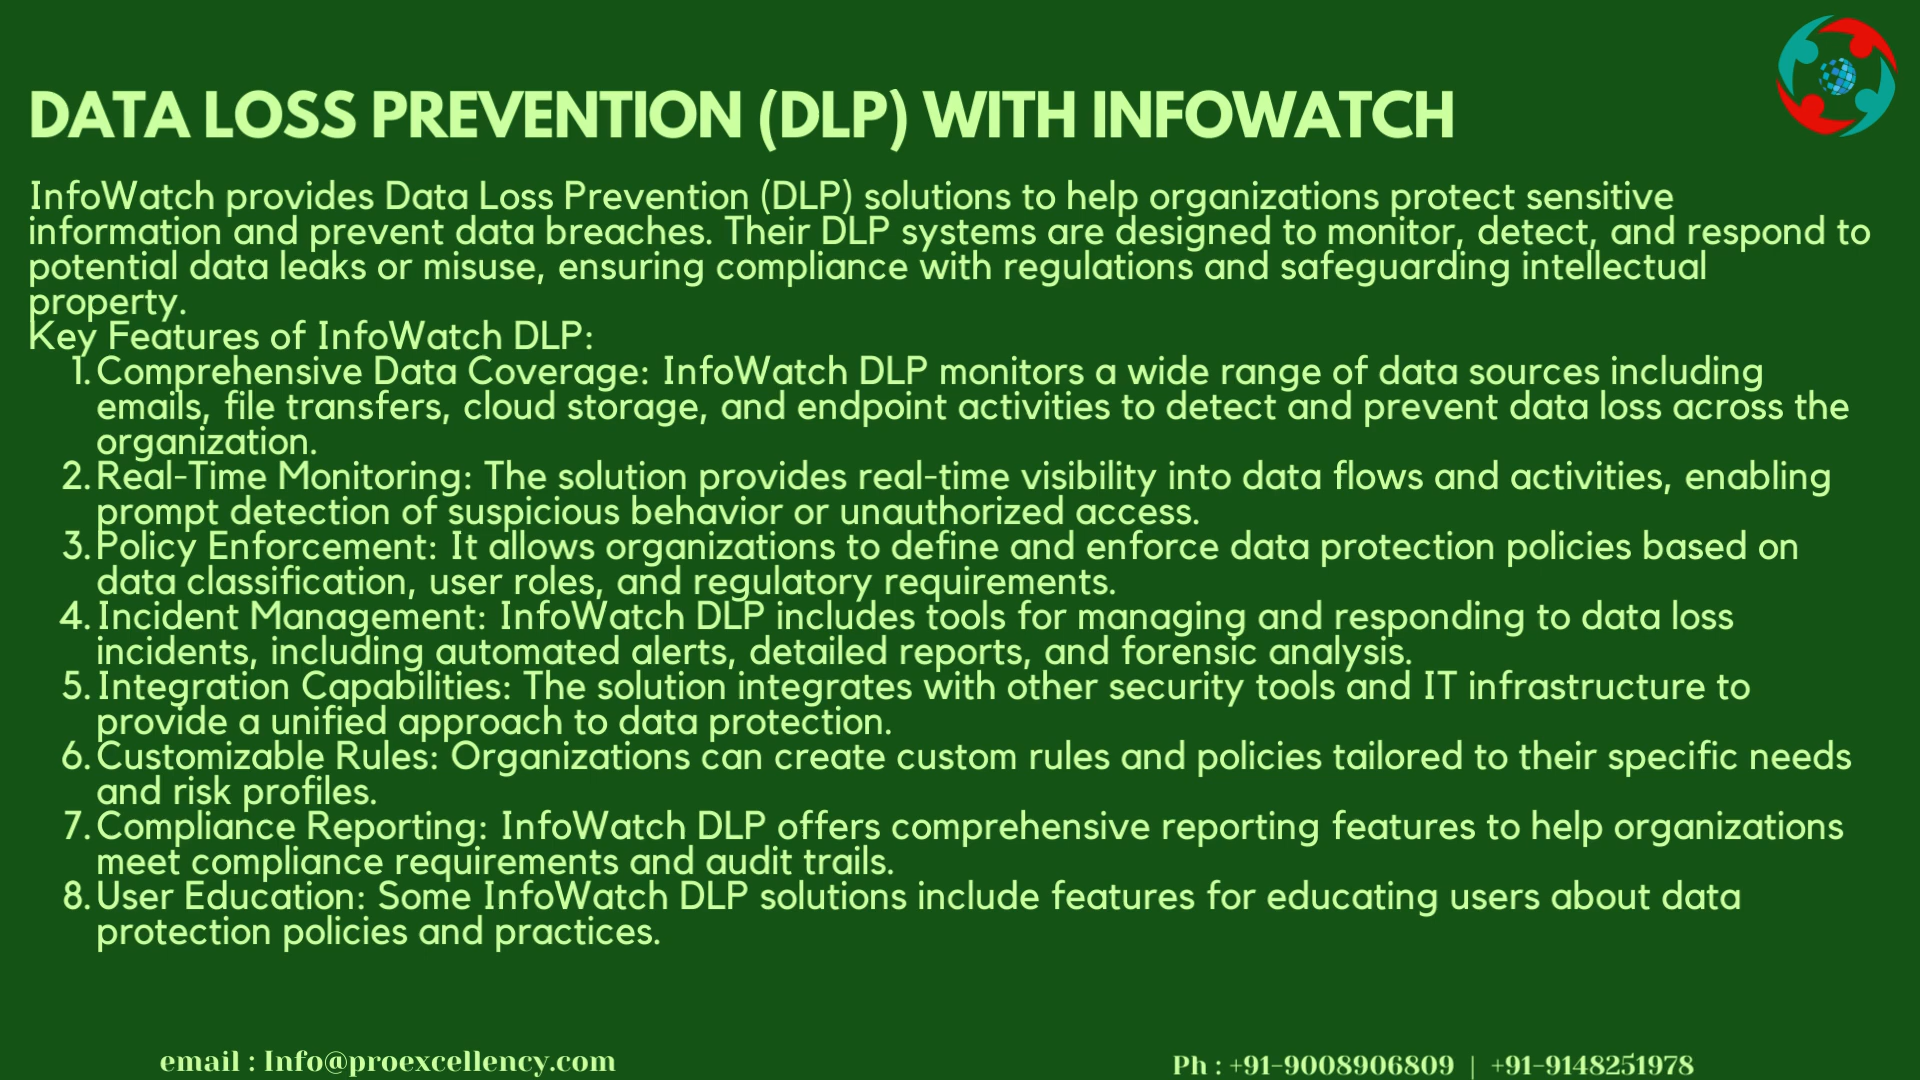 DATA LOSS PREVENTION (DLP) WITH INFOWATCH
InfoWatch provides Data Loss Prevention (DLP) solutions to help organizations protect sensitive
information and prevent data breaches. Their DLP systems are designed to monitor, detect, and respond to
potential data leaks or misuse, ensuring compliance with regulations and safeguarding intellectual
property.
Key Features of InfoWatch DLP:
1. Comprehensive Data Coverage: InfoWatch DLP monitors a wide range of data sources including
emails, file transfers, cloud storage, and endpoint activities to detect and prevent data loss across the
organization.
2. Real-Time Monitoring: The solution provides real-time visibility into data flows and activities, enabling
prompt detection of suspicious behavior or unauthorized access.
3. Policy Enforcement: It allows organizations to define and enforce data protection policies based on
data classification, user roles, and regulatory requirements.
4. Incident Management: InfoWatch DLP includes tools for managing and responding to data loss
incidents, including automated alerts, detailed reports, and forensic analysis.
5. Integration Capabilities: The solution integrates with other security tools and IT infrastructure to
provide a unified approach to data protection.
6. Customizable Rules: Organizations can create custom rules and policies tailored to their specific needs
and risk profiles.
7. Compliance Reporting: InfoWatch DLP offers comprehensive reporting features to help organizations
meet compliance requirements and audit trails.
8. User Education: Some InfoWatch DLP solutions include features for educating users about data
protection policies and practices.
email : Info@proexcellency.com
Ph : +91-9008906809 | +91-9148251978